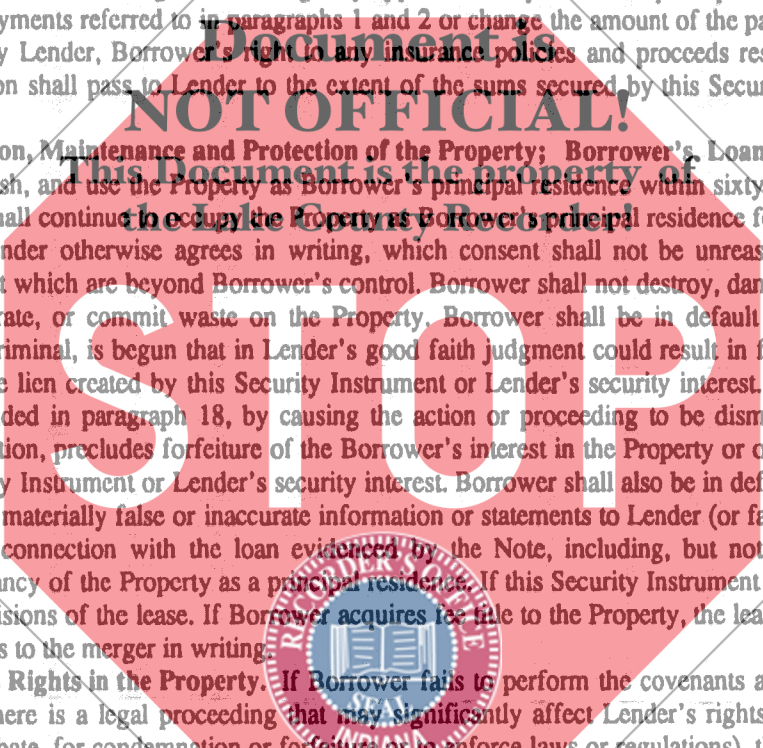 yments referred to in paragraphs 1 and 2 or change the amount of the pa
y Lender, Borrower's right to any insurance policies and proceeds res
on shall pass to Lender to the extent of the sums secured by this Secur
Document is
NOT OFFICIAL!
This Document is the property of
the Lake County Recorder!
on, Maintenance and Protection of the Property; Borrower's Loan
sh, and use the Property as Borrower's principal residence within sixty
hall continue to occupy the Property as Borrower's principal residence f
nder otherwise agrees in writing, which consent shall not be unreas
t which are beyond Borrower's control. Borrower shall not destroy, dam
rate, or commit waste on the Property. Borrower shall be in default
riminal, is begun that in Lender's good faith judgment could result in f
e lien created by this Security Instrument or Lender's security interest.
ded in paragraph 18, by causing the action or proceeding to be dism
tion, precludes forfeiture of the Borrower's interest in the Property or o
y Instrument or Lender's security interest. Borrower shall also be in def
materially false or inaccurate information or statements to Lender (or fa
connection with the loan evidenced by the Note, including, but not
ancy of the Property as a principal residence. If this Security Instrument
isions of the lease. If Borrower acquires fee title to the Property, the lea
s to the merger in writing.
Rights in the Property. If Borrower fails to perform the covenants a
here is a legal proceeding that may significantly affect Lender's rights
bate, for condemnation or forfeiture or to enforce laws or regulations), t
STOP
RECORDER'S
SEAL
INDIANA